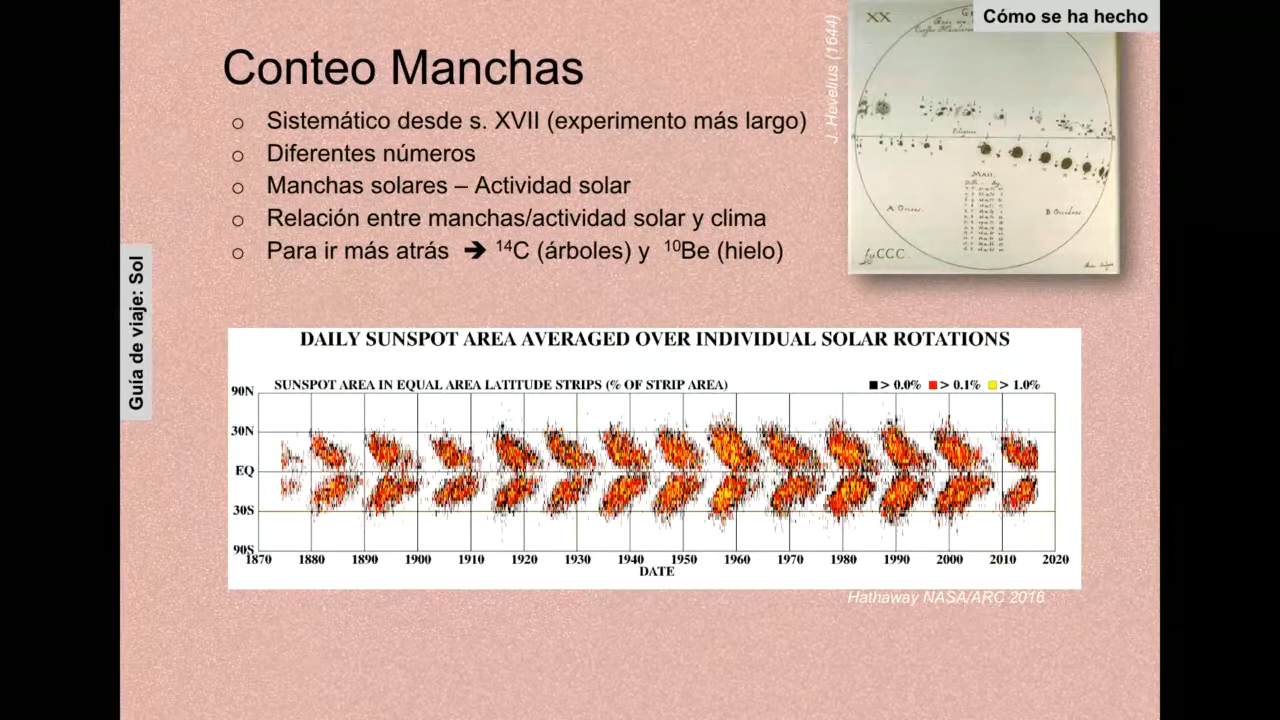 Cómo se ha hecho
XX
J. Hevelius (1644)
Conteo Manchas
Sistemático desde s. XVII (experimento más largo)
Diferentes números
Manchas solares – Actividad solar
Relación entre manchas/actividad solar y clima
Para ir más atrás ➔ ¹⁴C (árboles) y ¹⁰Be (hielo)
Guía de viaje: Sol
CCC.
DAILY SUNSPOT AREA AVERAGED OVER INDIVIDUAL SOLAR ROTATIONS
SUNSPOT AREA IN EQUAL AREA LATITUDE STRIPS (% OF STRIP AREA) > 0.0% > 0.1% > 1.0%
90N
30N
EQ
30S
90S
1870 1880 1890 1900 1910 1920 1930 1940 1950 1960 1970 1980 1990 2000 2010 2020
DATE
Hathaway NASA/ARC 2016